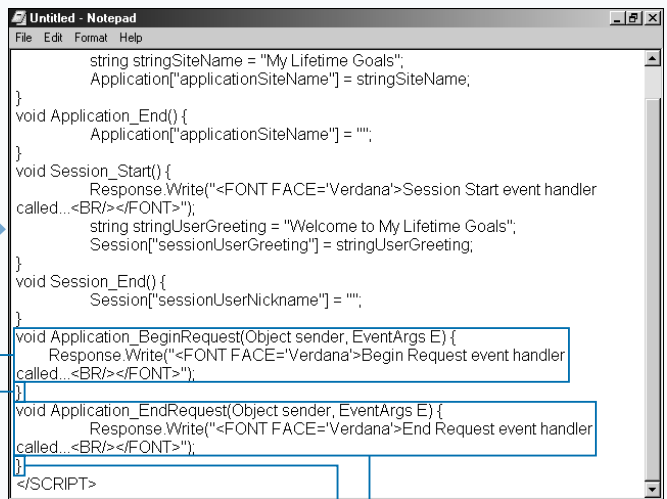 Untitled - Notepad
File Edit Format Help
string stringSiteName = "My Lifetime Goals";
Application["applicationSiteName"] = stringSiteName;
}
void Application_End() {
Application["applicationSiteName"] = "";
}
void Session_Start() {
Response.Write("<FONT FACE='Verdana'>Session Start event handler
called...<BR/></FONT>");
string stringUserGreeting = "Welcome to My Lifetime Goals";
Session["sessionUserGreeting"] = stringUserGreeting;
}
void Session_End() {
Session["sessionUserNickname"] = "";
}
void Application_BeginRequest(Object sender, EventArgs E) {
Response.Write("<FONT FACE='Verdana'>Begin Request event handler
called...<BR/></FONT>");
}
void Application_EndRequest(Object sender, EventArgs E) {
Response.Write("<FONT FACE='Verdana'>End Request event handler
called...<BR/></FONT>");
}
</SCRIPT>